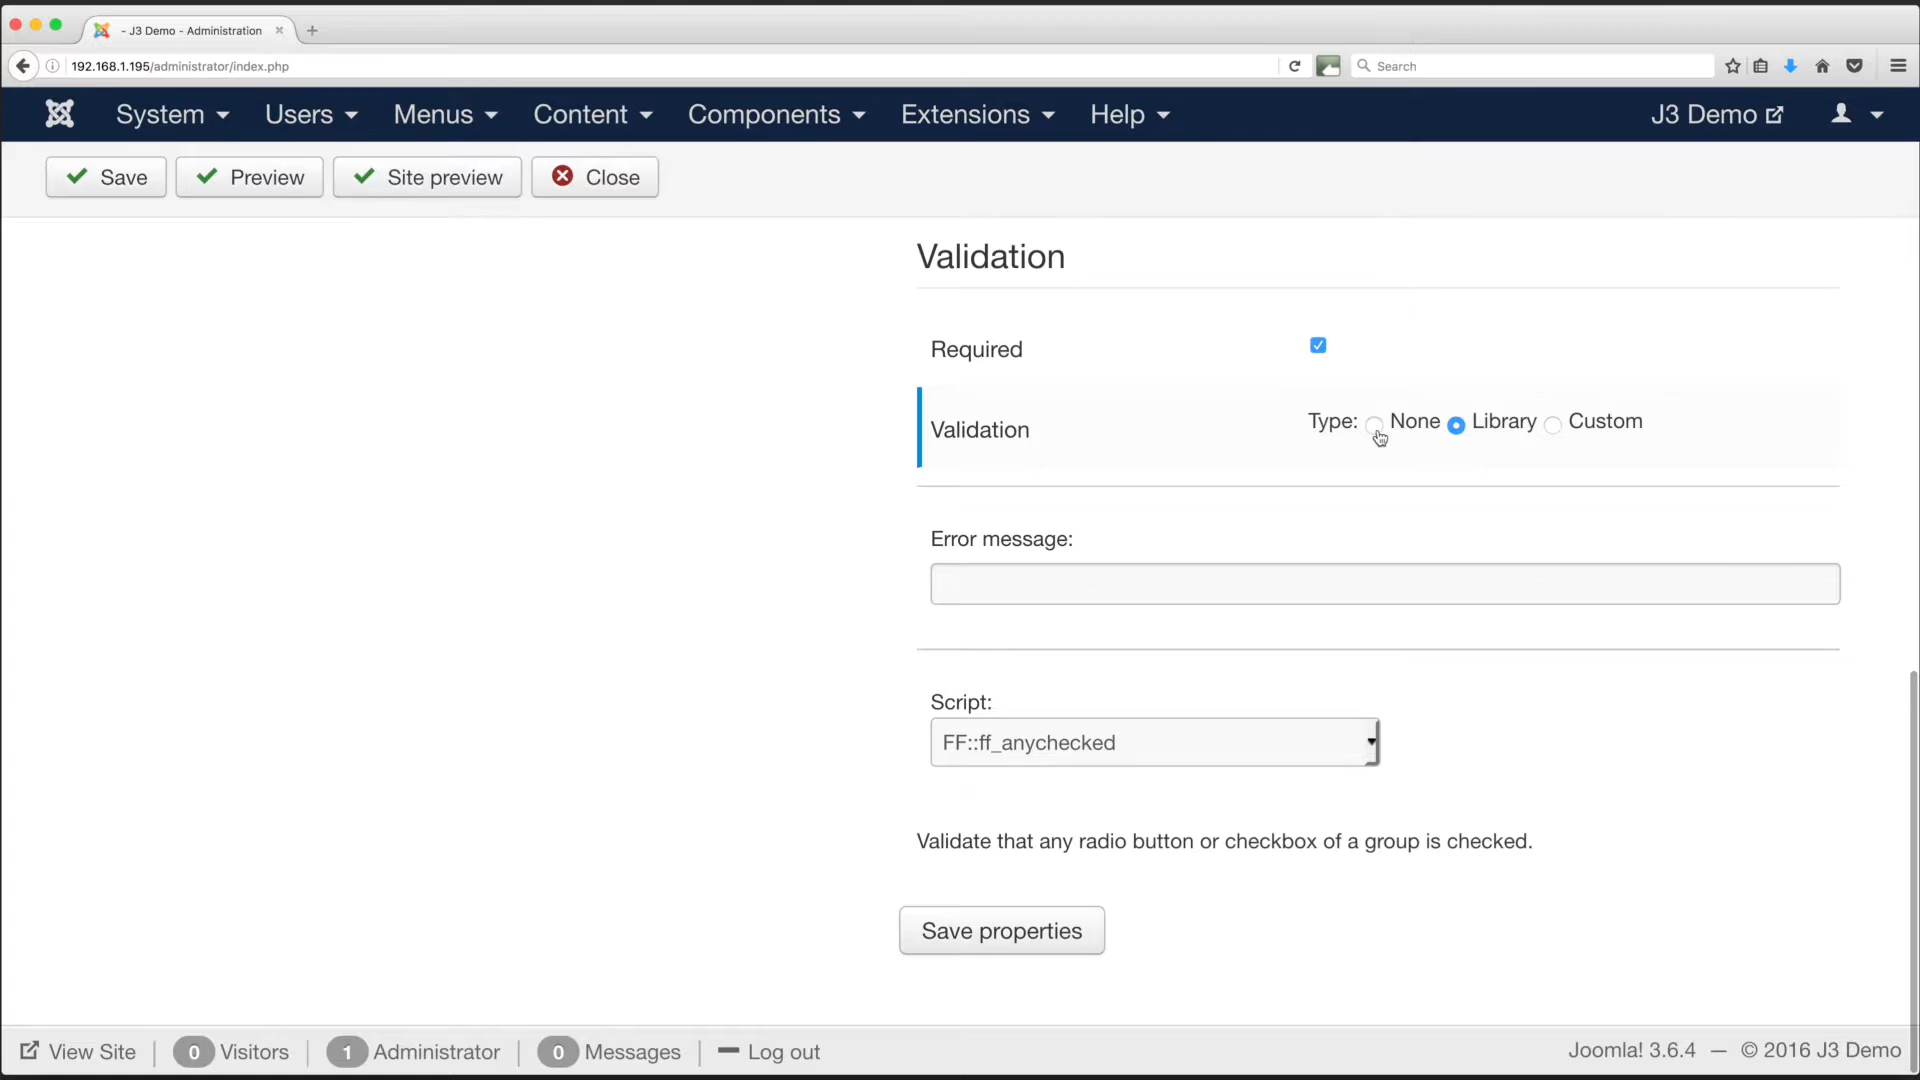 - J3 Demo - Administration
192.168.1.195/administrator/index.php
Search
System Users Menus Content Components Extensions Help J3 Demo
Save Preview Site preview Close
Validation
Required
Validation Type: None Library Custom
Error message:
Script:
FF::ff_anychecked
Validate that any radio button or checkbox of a group is checked.
Save properties
View Site 0 Visitors 1 Administrator 0 Messages Log out Joomla! 3.6.4 — © 2016 J3 Demo